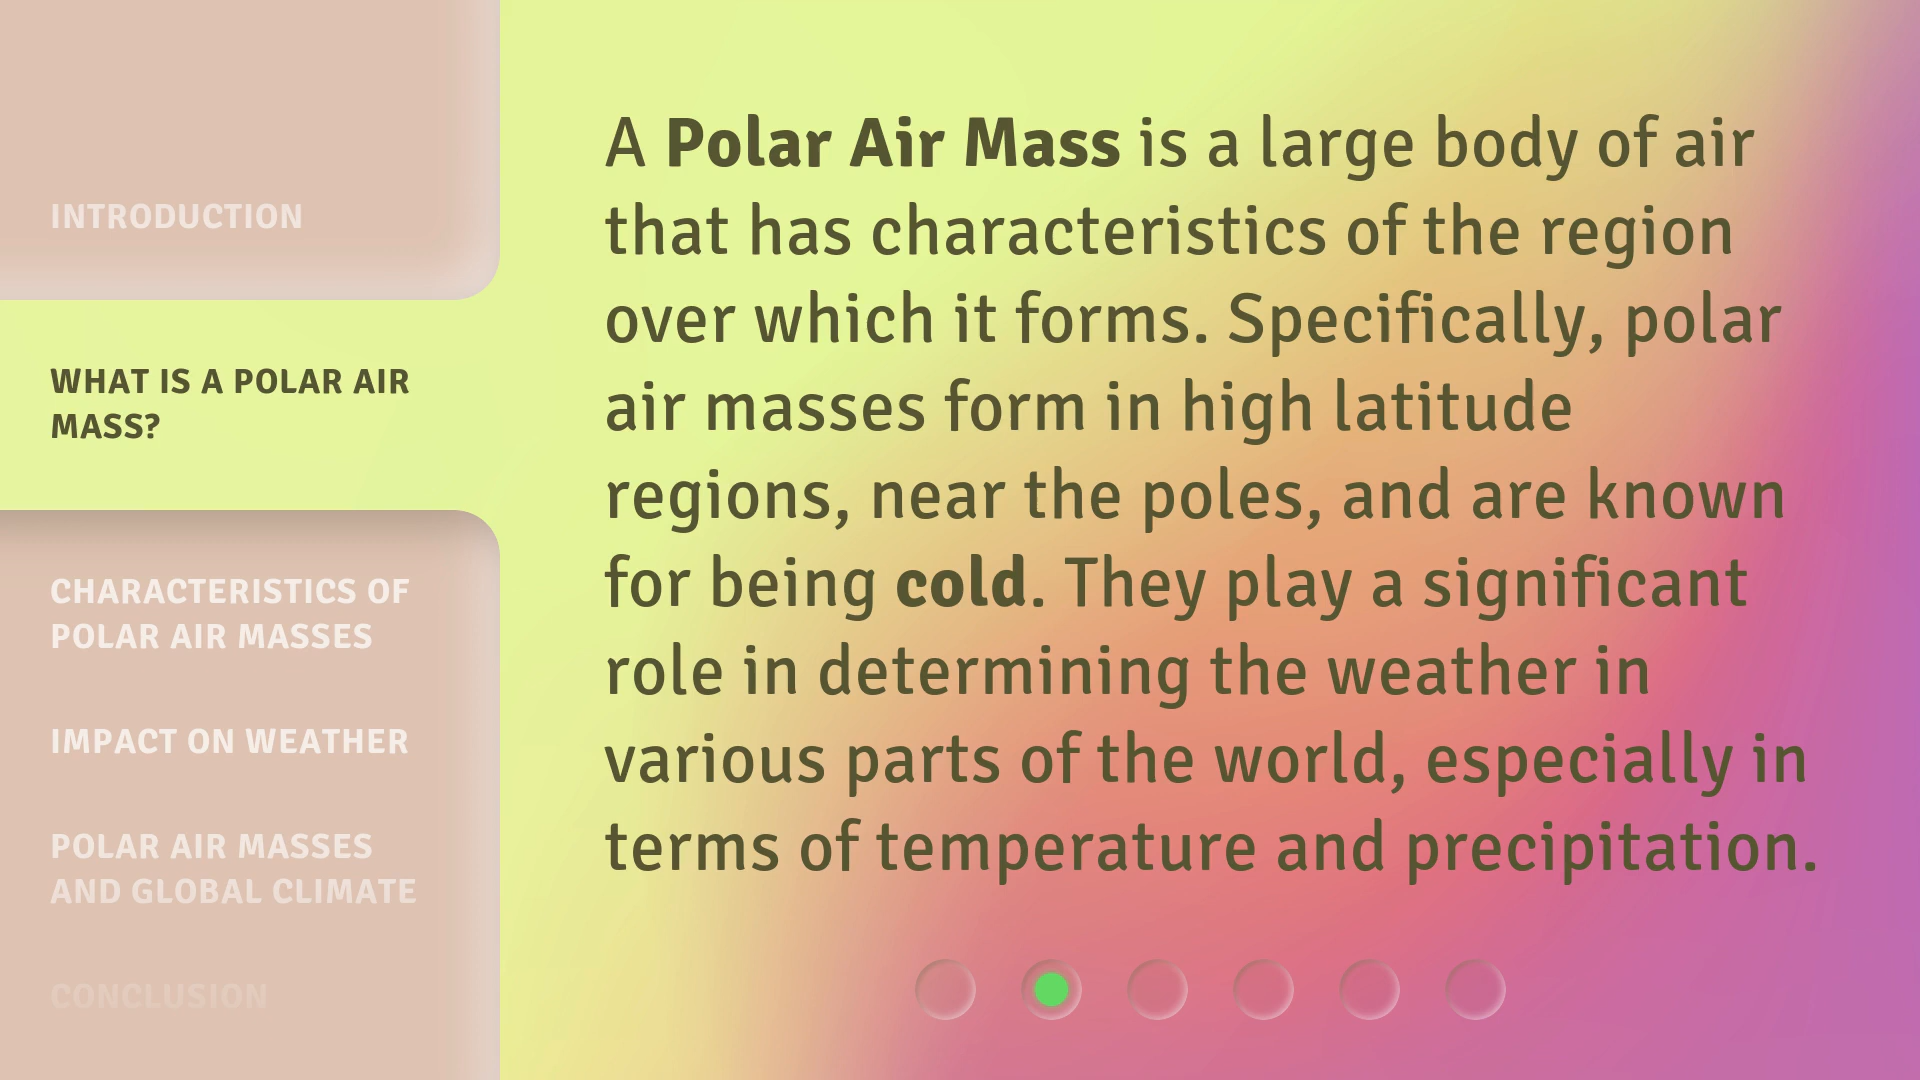 INTRODUCTION
WHAT IS A POLAR AIR
MASS?
CHARACTERISTICS OF
POLAR AIR MASSES
IMPACT ON WEATHER
POLAR AIR MASSES
AND GLOBAL CLIMATE
CONCLUSION
A Polar Air Mass is a large body of air
that has characteristics of the region
over which it forms. Specifically, polar
air masses form in high latitude
regions, near the poles, and are known
for being cold. They play a significant
role in determining the weather in
various parts of the world, especially in
terms of temperature and precipitation.